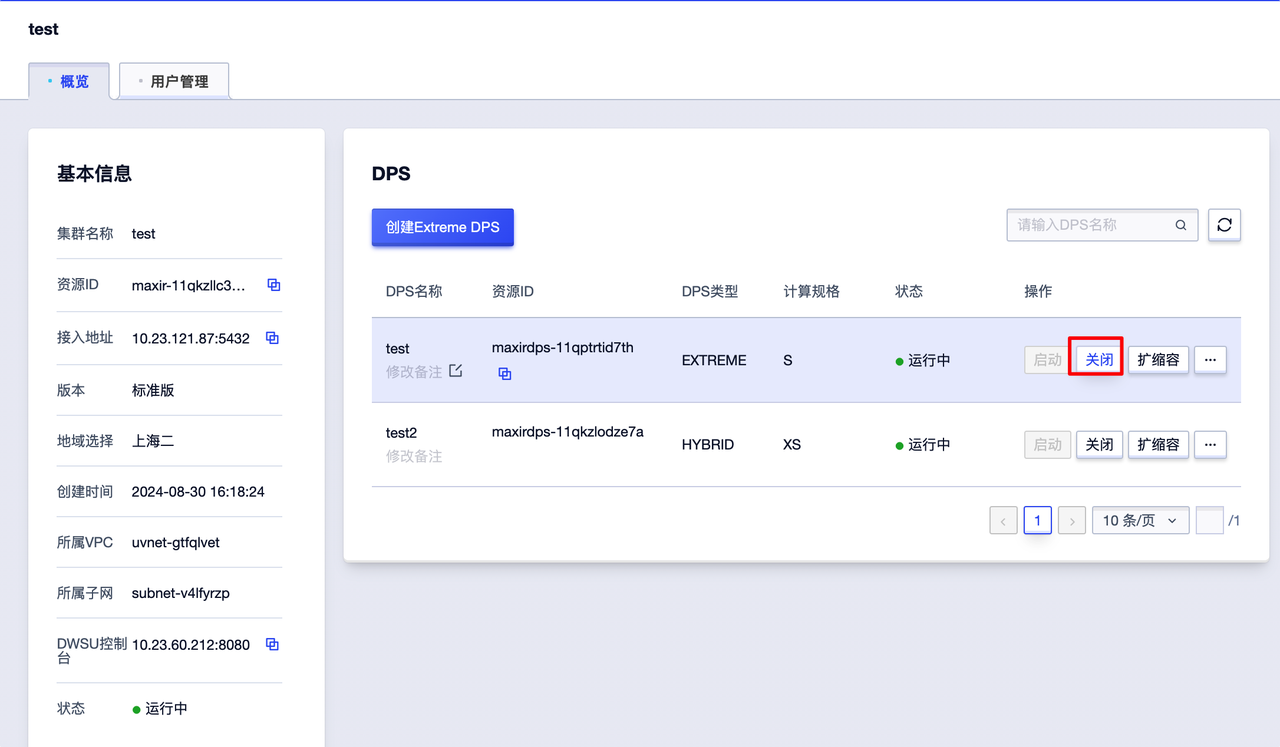 test
概览
用户管理
基本信息
集群名称 test
资源ID maxir-11qkzllc3...
接入地址 10.23.121.87:5432
版本 标准版
地域选择 上海二
创建时间 2024-08-30 16:18:24
所属VPC uvnet-gtfqlvet
所属子网 subnet-v4lfyrzp
DWSU控制台 10.23.60.212:8080
状态 运行中
DPS
创建Extreme DPS
请输入DPS名称
DPS名称 资源ID DPS类型 计算规格 状态 操作
test maxirdps-11qptrtid7th EXTREME S 运行中 启动 关闭 扩缩容 ...
修改备注
test2 maxirdps-11qkzlodze7a HYBRID XS 运行中 启动 关闭 扩缩容 ...
修改备注
< 1 > 10 条/页 /1